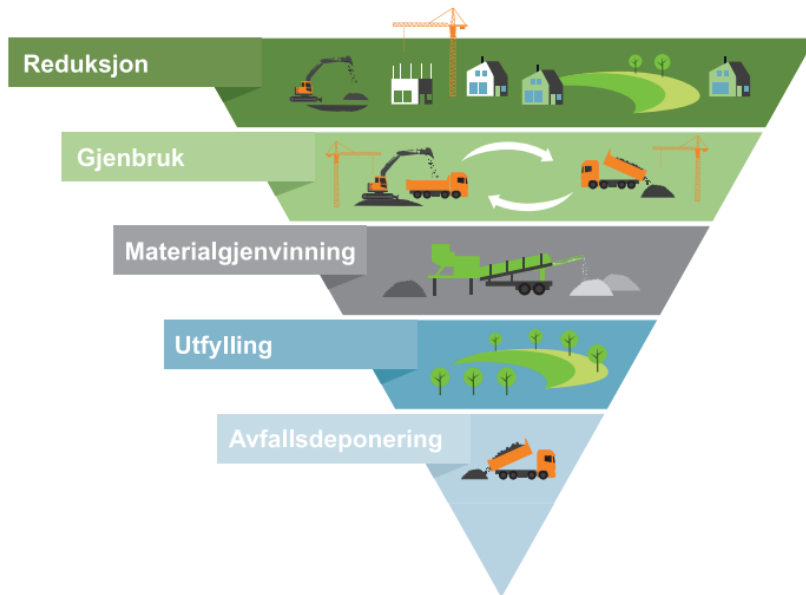 Reduksjon
Gjenbruk
Materialgjenvinning
Utfylling
Avfallsdeponering